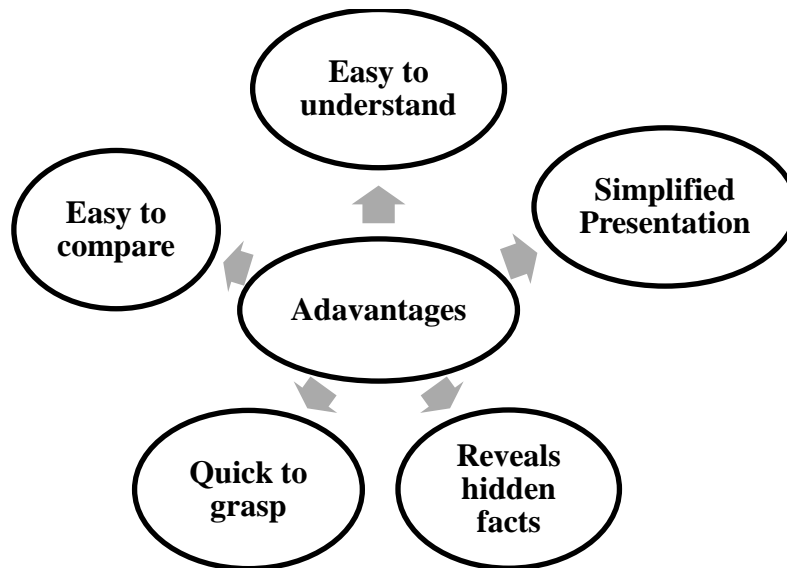 Easy to
understand
Simplified
Presentation
Easy to
compare
Adavantages
Quick to
grasp
Reveals
hidden
facts